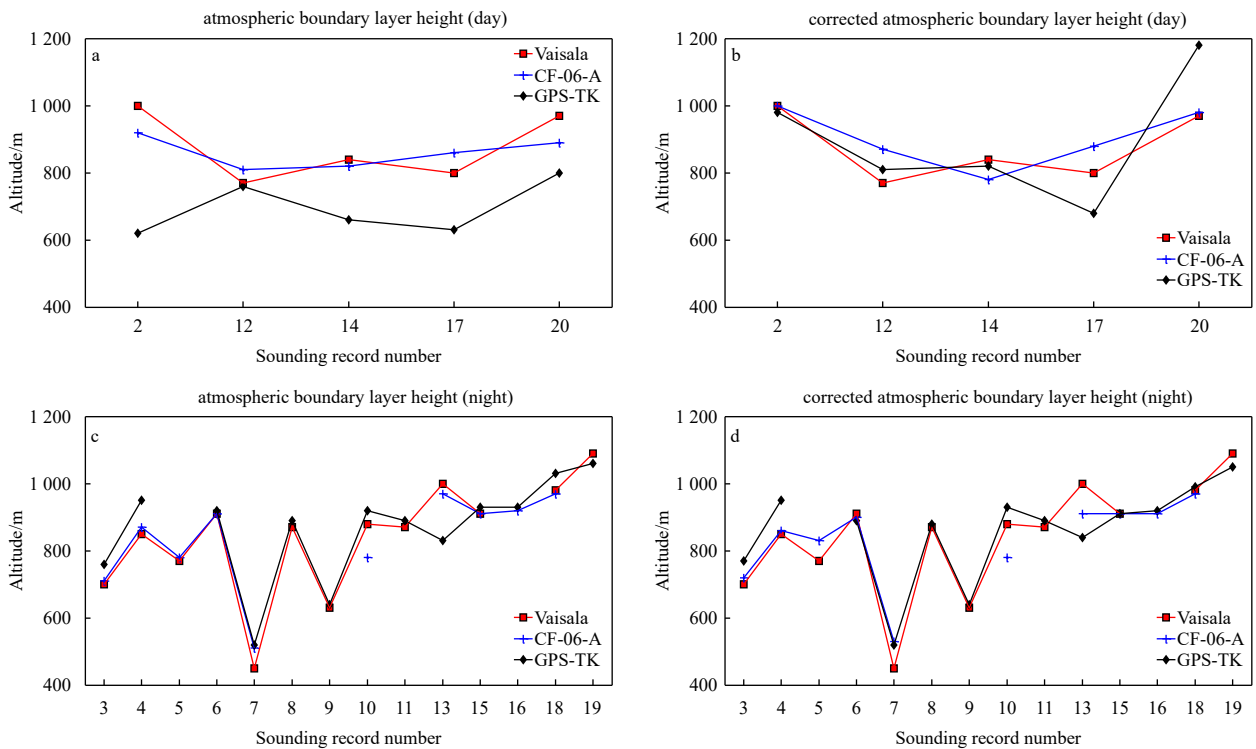 atmospheric boundary layer height (day)
1 200
1 000
800
600
400
Altitude/m
a
Vaisala
CF-06-A
GPS-TK
2 12 14 17 20
Sounding record number
corrected atmospheric boundary layer height (day)
1 200
1 000
800
600
400
Altitude/m
b
Vaisala
CF-06-A
GPS-TK
2 12 14 17 20
Sounding record number
atmospheric boundary layer height (night)
1 200
1 000
800
600
400
Altitude/m
c
Vaisala
CF-06-A
GPS-TK
3 4 5 6 7 8 9 10 11 13 15 16 18 19
Sounding record number
corrected atmospheric boundary layer height (night)
1 200
1 000
800
600
400
Altitude/m
d
Vaisala
CF-06-A
GPS-TK
3 4 5 6 7 8 9 10 11 13 15 16 18 19
Sounding record number